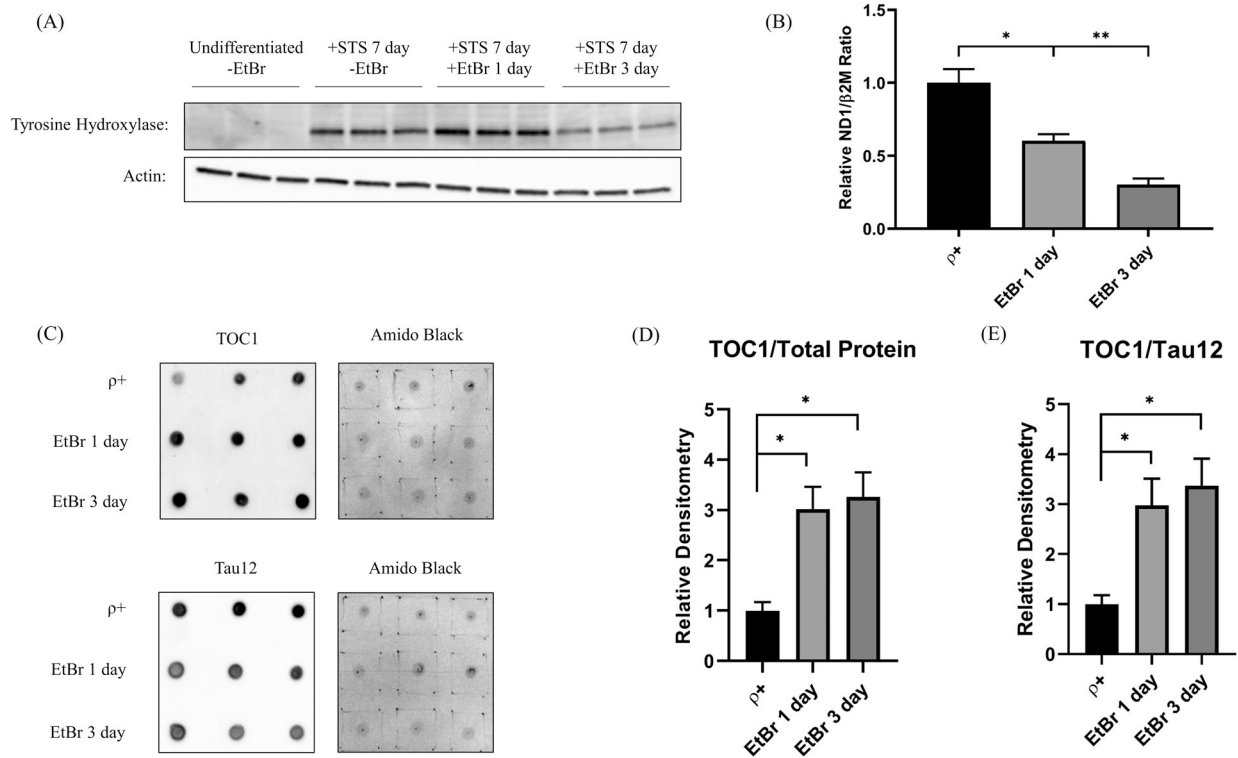 (A)
Undifferentiated
-EtBr
+STS 7 day
-EtBr
+STS 7 day
+EtBr 1 day
+STS 7 day
+EtBr 3 day
Tyrosine Hydroxylase:
Actin:
(B)
Relative ND1/β2M Ratio
1.5
1.0
0.5
0.0
*
**
ρ+
EtBr 1 day
EtBr 3 day
(C)
TOC1
Amido Black
ρ+
EtBr 1 day
EtBr 3 day
Tau12
Amido Black
ρ+
EtBr 1 day
EtBr 3 day
(D)
TOC1/Total Protein
Relative Densitometry
5
4
3
2
1
0
*
*
ρ+
EtBr 1 day
EtBr 3 day
(E)
TOC1/Tau12
Relative Densitometry
5
4
3
2
1
0
*
*
ρ+
EtBr 1 day
EtBr 3 day